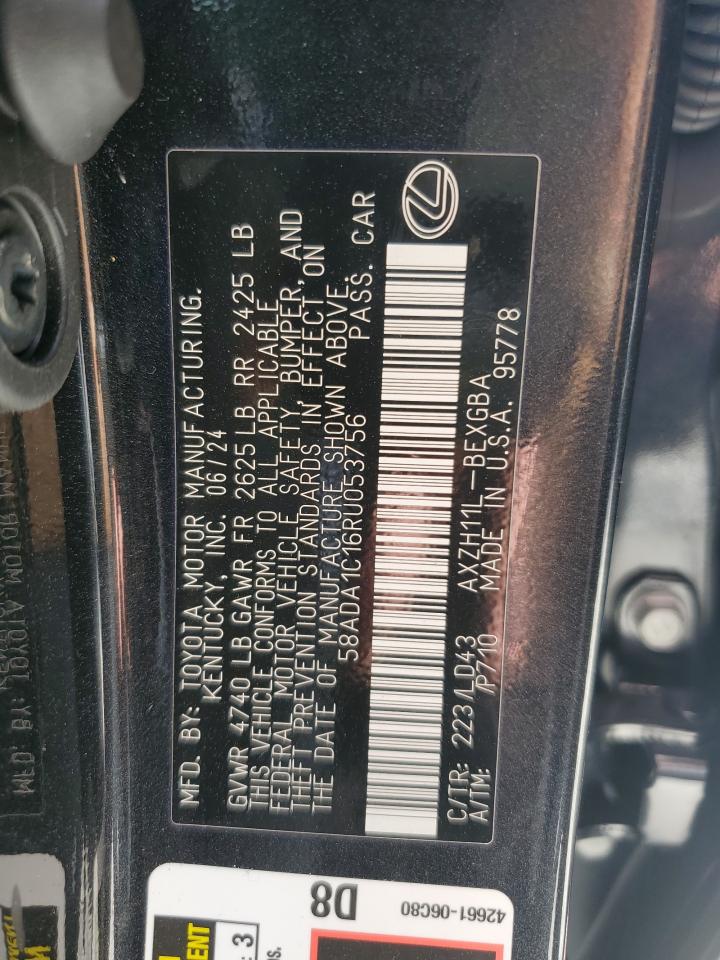 MFD. BY: TOYOTA MOTOR MANUFACTURING.
KENTUCKY, INC. 06/24
GVWR 4740 LB GAWR FR 2625 LB RR 2425 LB
THIS VEHICLE CONFORMS TO ALL APPLICABLE
FEDERAL MOTOR VEHICLE SAFETY, BUMPER, AND
THEFT PREVENTION STANDARDS IN EFFECT ON
THE DATE OF MANUFACTURE SHOWN ABOVE.
58ADA1C16RU053756 PASS. CAR
C/TR: 223/LD43 AXZH11L-BEXGBA
A/TM: /P710 MADE IN U.S.A. 95778
D8
42661-06C80